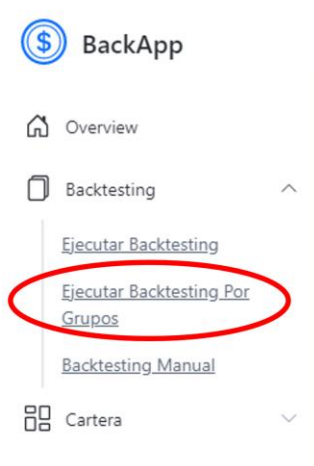 $ BackApp
Overview
Backtesting
Ejecutar Backtesting
Ejecutar Backtesting Por
Grupos
Backtesting Manual
Cartera